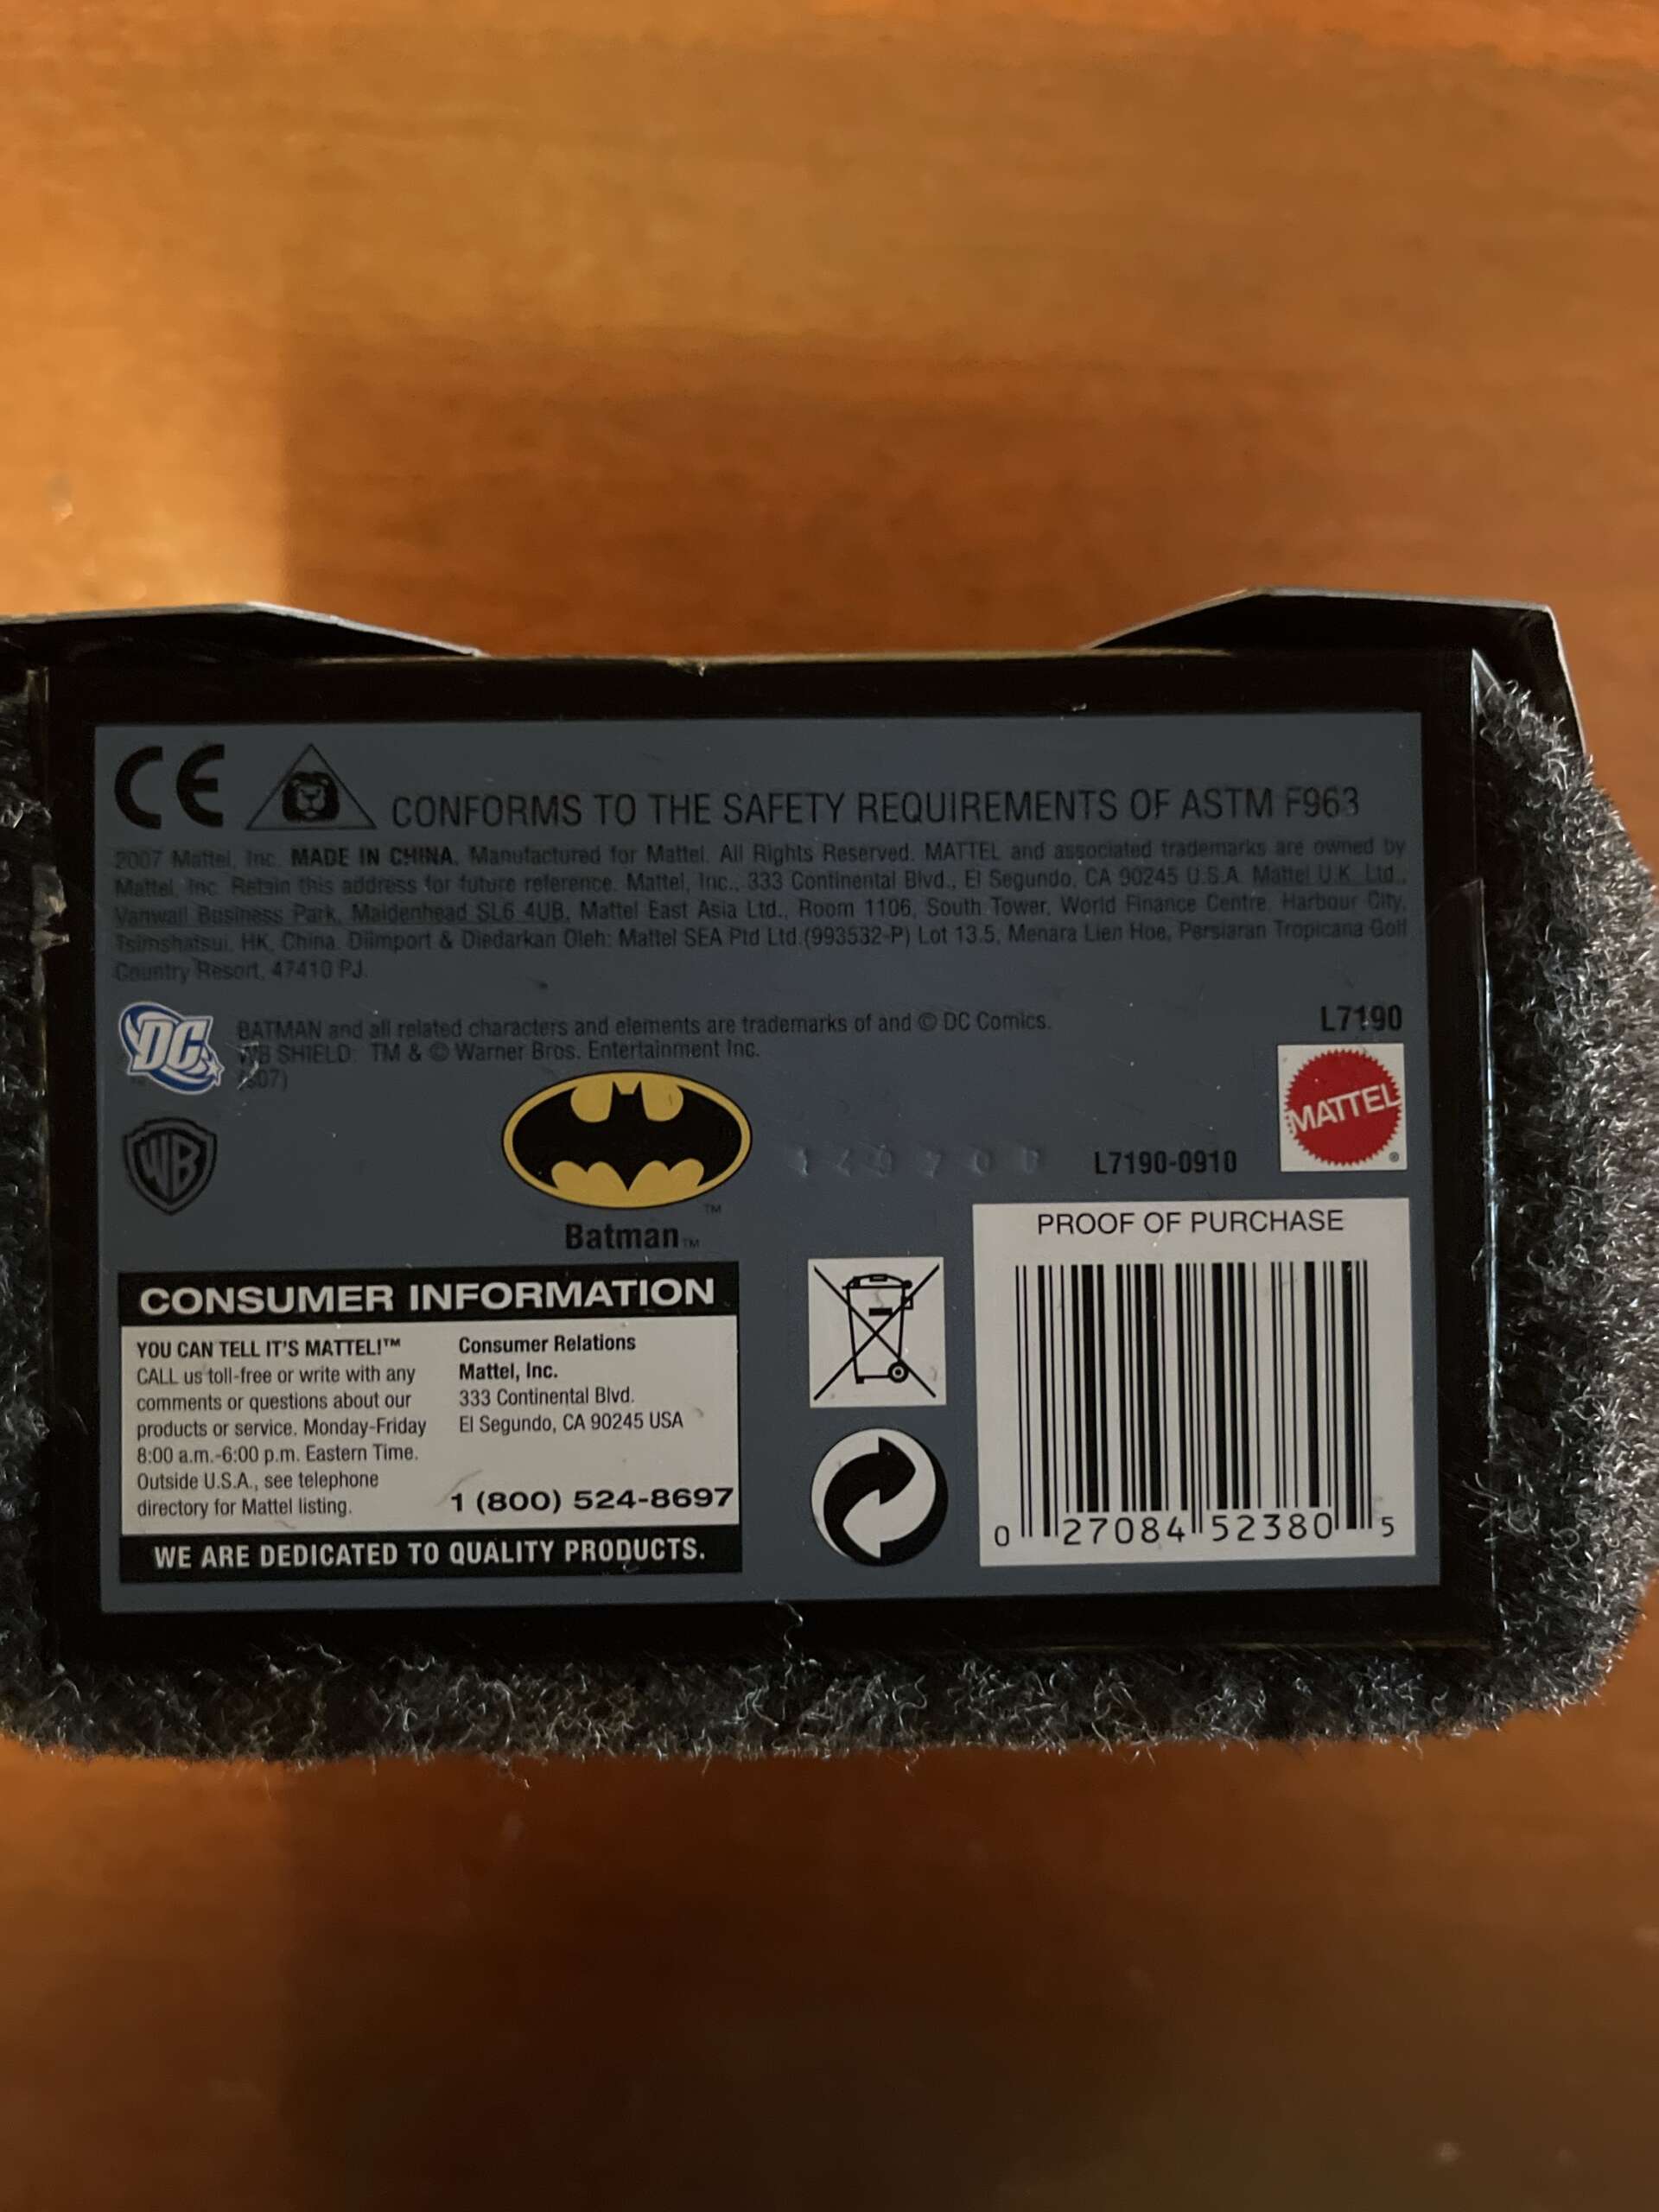 CE
CONFORMS TO THE SAFETY REQUIREMENTS OF ASTM F963
2007 Mattel, Inc. MADE IN CHINA. Manufactured for Mattel. All Rights Reserved. MATTEL and associated trademarks are owned by
Mattel, Inc. Retain this address for future reference. Mattel, Inc., 333 Continental Blvd., El Segundo, CA 90245 U.S.A. Mattel U.K. Ltd.,
Vanwall Business Park, Maidenhead SL6 4UB. Mattel East Asia Ltd., Room 1106, South Tower, World Finance Centre, Harbour City,
Tsimshatsui, HK, China. Diimport & Diedarkan Oleh: Mattel SEA Ptd Ltd.(993532-P) Lot 13.5, Menara Lien Hoe, Persiaran Tropicana Golf
Country Resort, 47410 PJ.
DC
BATMAN and all related characters and elements are trademarks of and © DC Comics.
WB SHIELD: TM & © Warner Bros. Entertainment Inc.
L7190
MATTEL
®
WB
TM
Batman™
L7190-0910
PROOF OF PURCHASE
0 27084 52380 5
CONSUMER INFORMATION
YOU CAN TELL IT'S MATTEL!™
CALL us toll-free or write with any
comments or questions about our
products or service. Monday-Friday
8:00 a.m.-6:00 p.m. Eastern Time.
Outside U.S.A., see telephone
directory for Mattel listing.
Consumer Relations
Mattel, Inc.
333 Continental Blvd.
El Segundo, CA 90245 USA
1 (800) 524-8697
WE ARE DEDICATED TO QUALITY PRODUCTS.